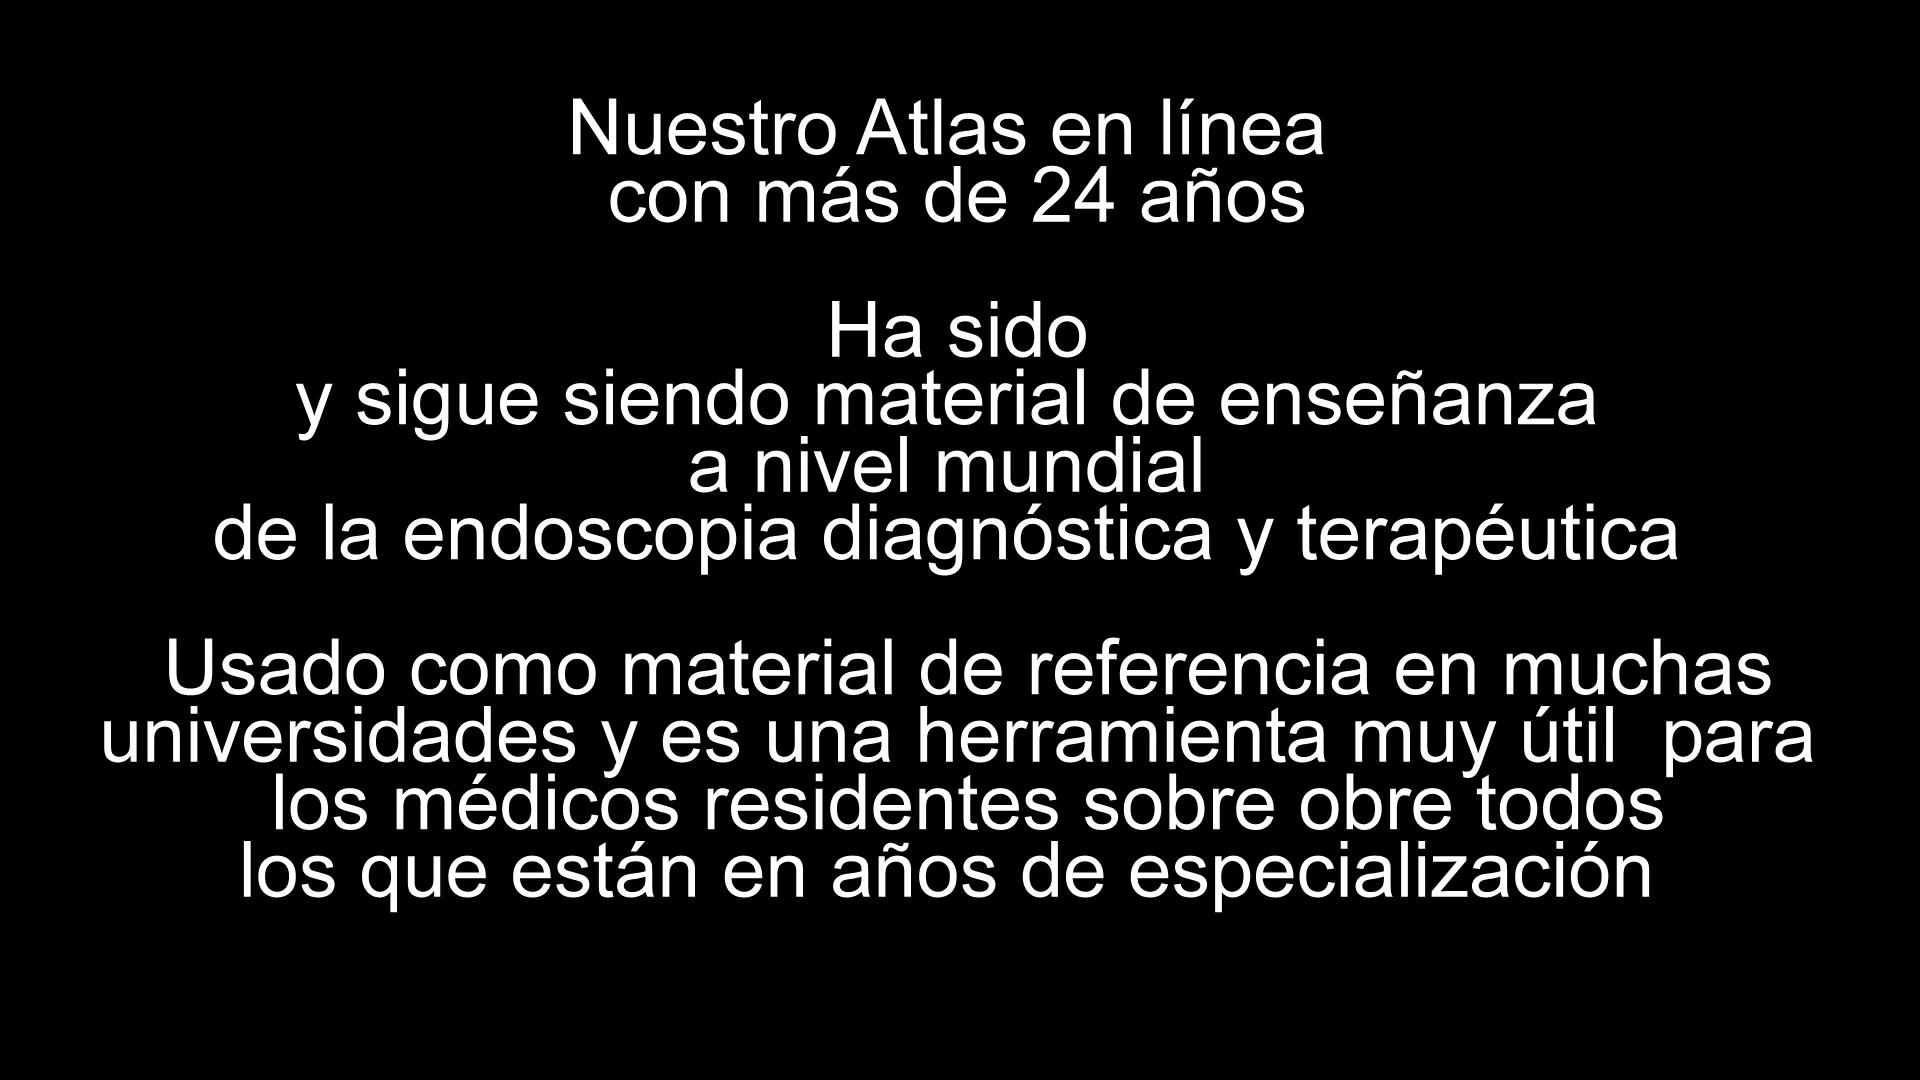 Nuestro Atlas en línea
con más de 24 años
Ha sido
y sigue siendo material de enseñanza
a nivel mundial
de la endoscopia diagnóstica y terapéutica
Usado como material de referencia en muchas
universidades y es una herramienta muy útil  para
los médicos residentes sobre obre todos
los que están en años de especialización